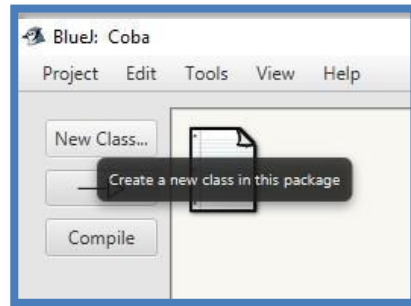 BlueJ: Coba
Project Edit Tools View Help
New Class...
Create a new class in this package
Compile